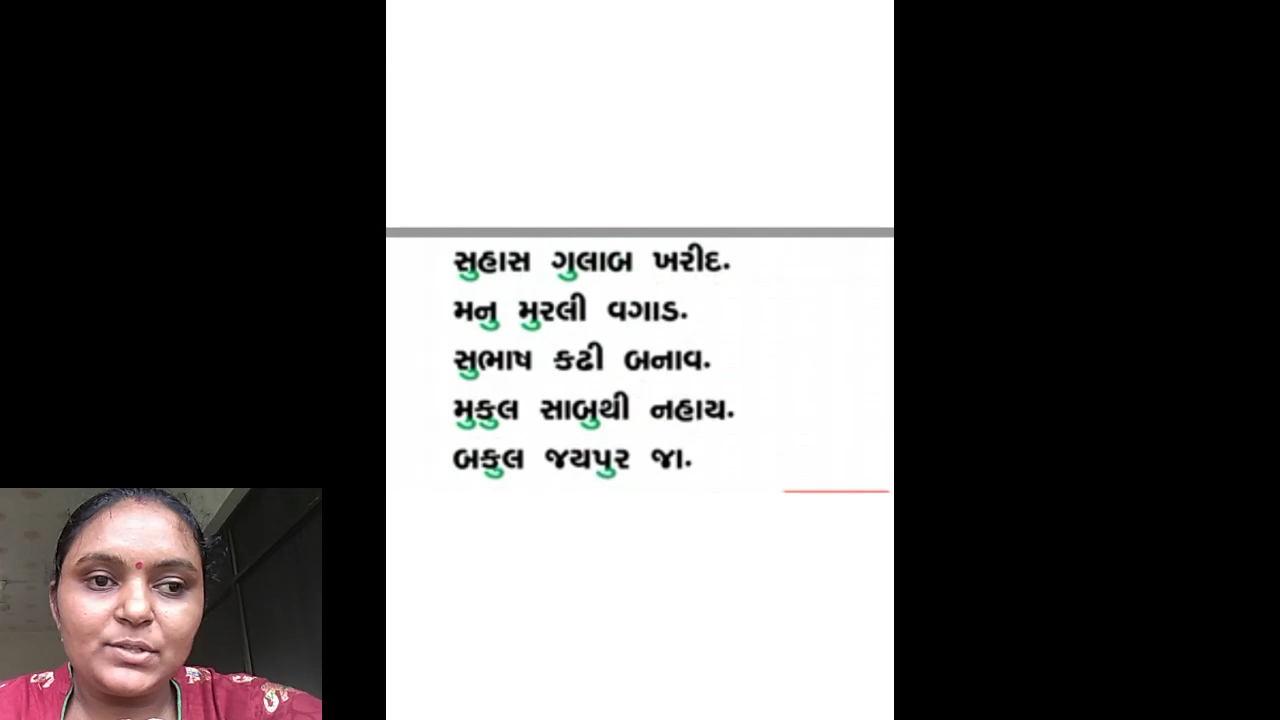 સુહાસ ગુલાબ ખરીદ.
મનુ મુરલી વગાડ.
સુભાષ કઢી બનાવ.
મુકુલ સાબુથી નહાય.
બકુલ જયપુર જા.